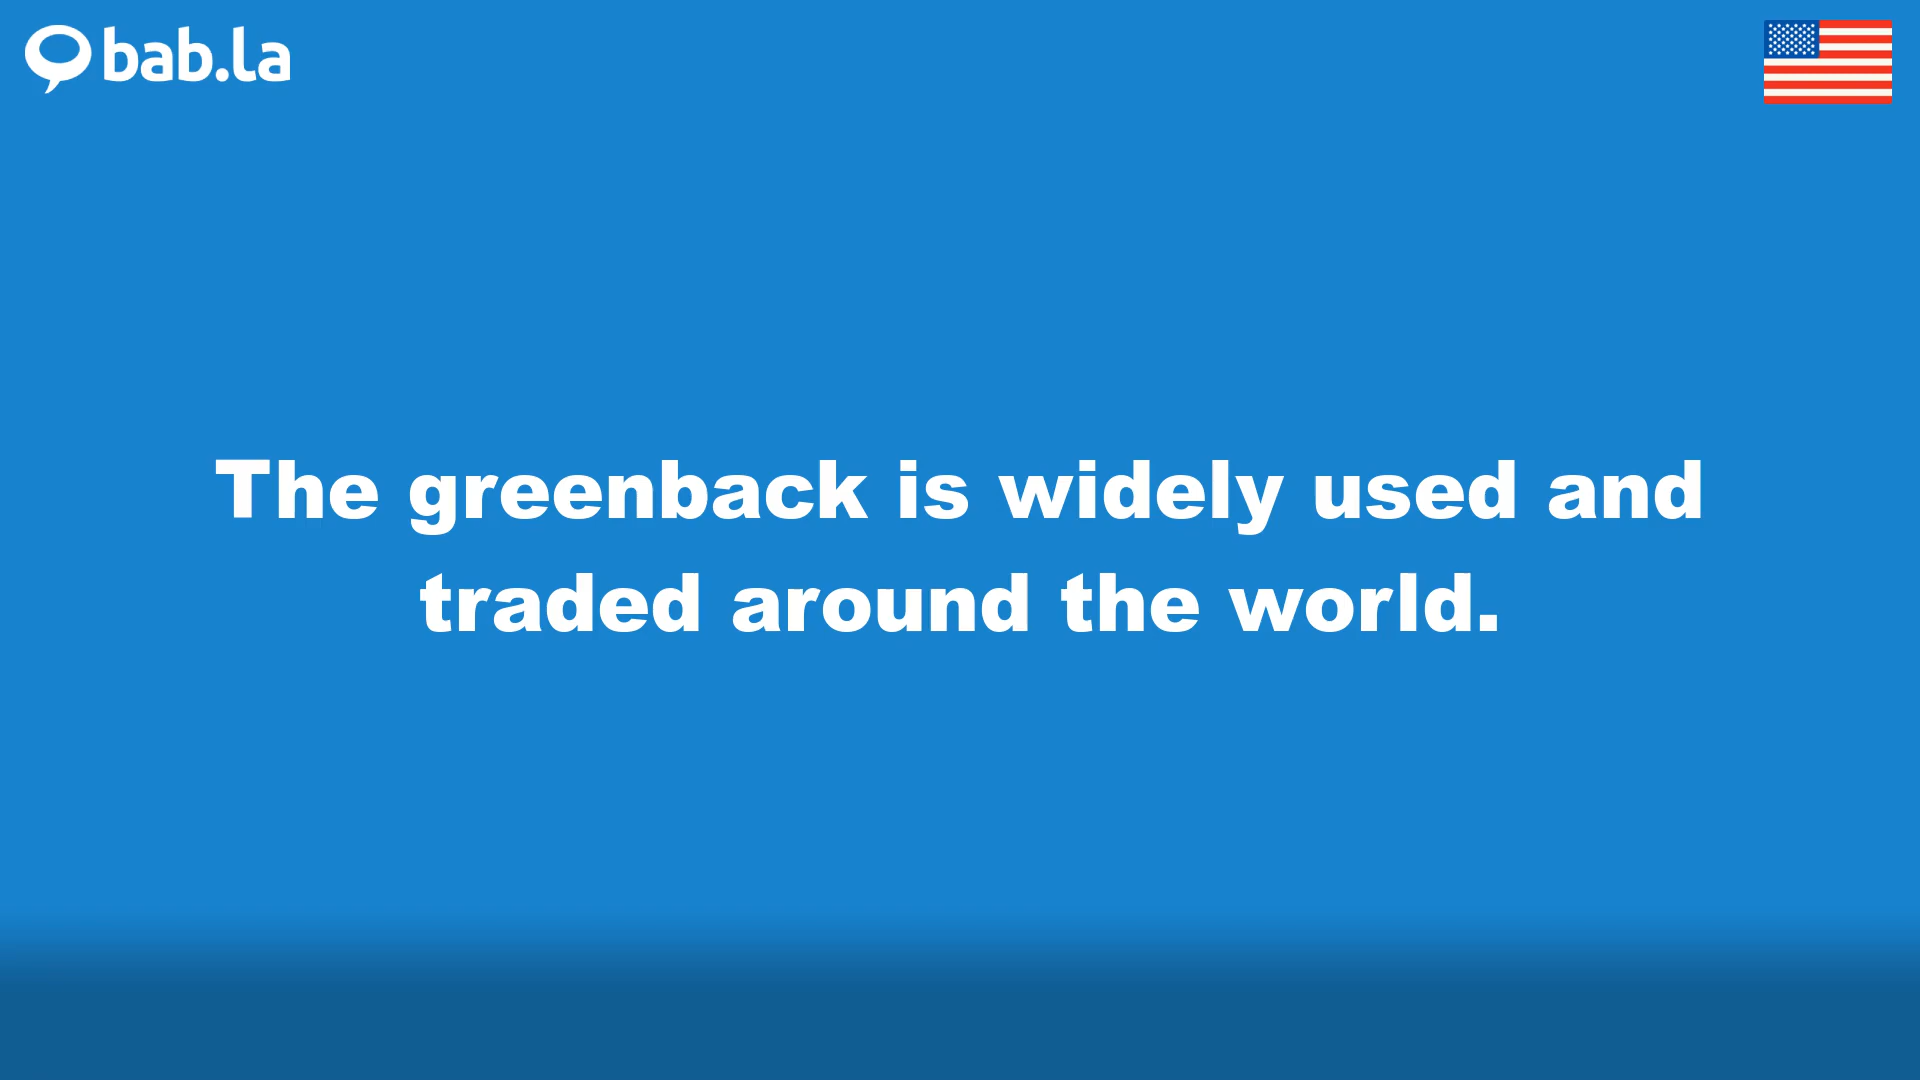 bab.la
The greenback is widely used and
traded around the world.